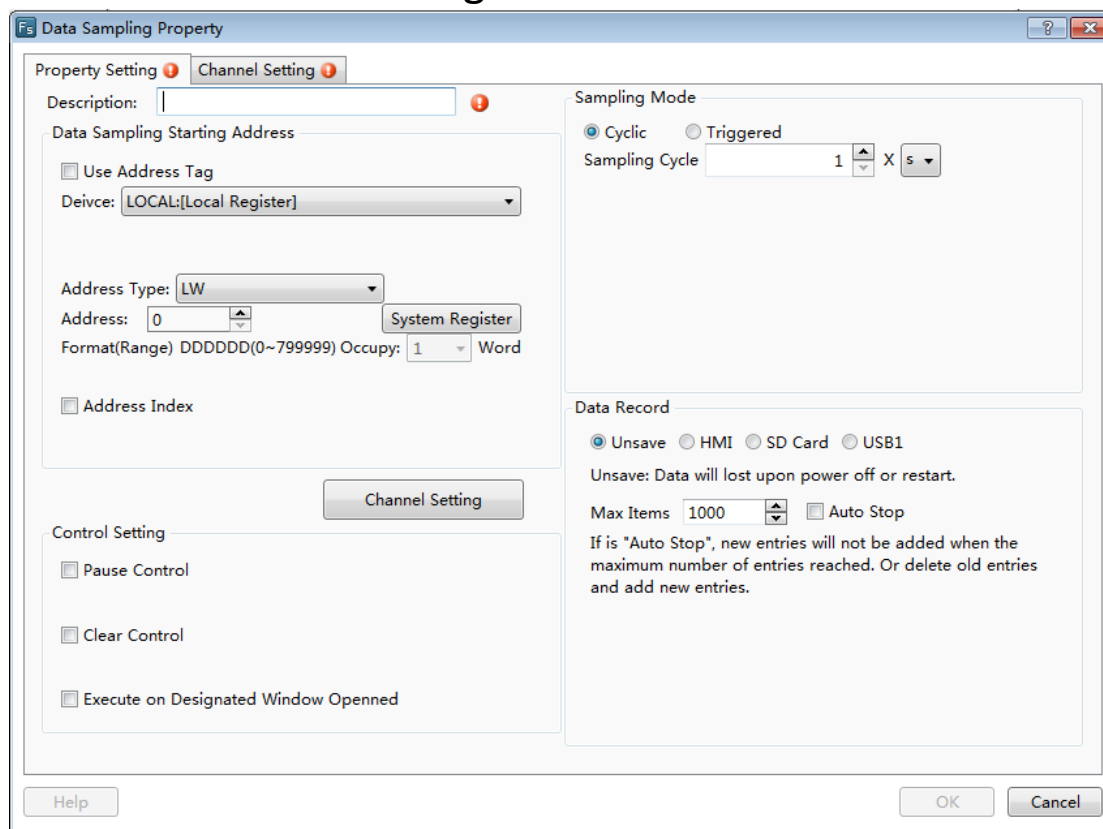 Fs Data Sampling Property
Property Setting Channel Setting
Description:
Data Sampling Starting Address
Use Address Tag
Deivce: LOCAL:[Local Register]
Address Type: LW
Address: 0 System Register
Format(Range) DDDDDD(0~799999) Occupy: 1 Word
Address Index
Channel Setting
Control Setting
Pause Control
Clear Control
Execute on Designated Window Openned
Sampling Mode
Cyclic Triggered
Sampling Cycle 1 X s
Data Record
Unsave HMI SD Card USB1
Unsave: Data will lost upon power off or restart.
Max Items 1000 Auto Stop
If is "Auto Stop", new entries will not be added when the
maximum number of entries reached. Or delete old entries
and add new entries.
Help OK Cancel